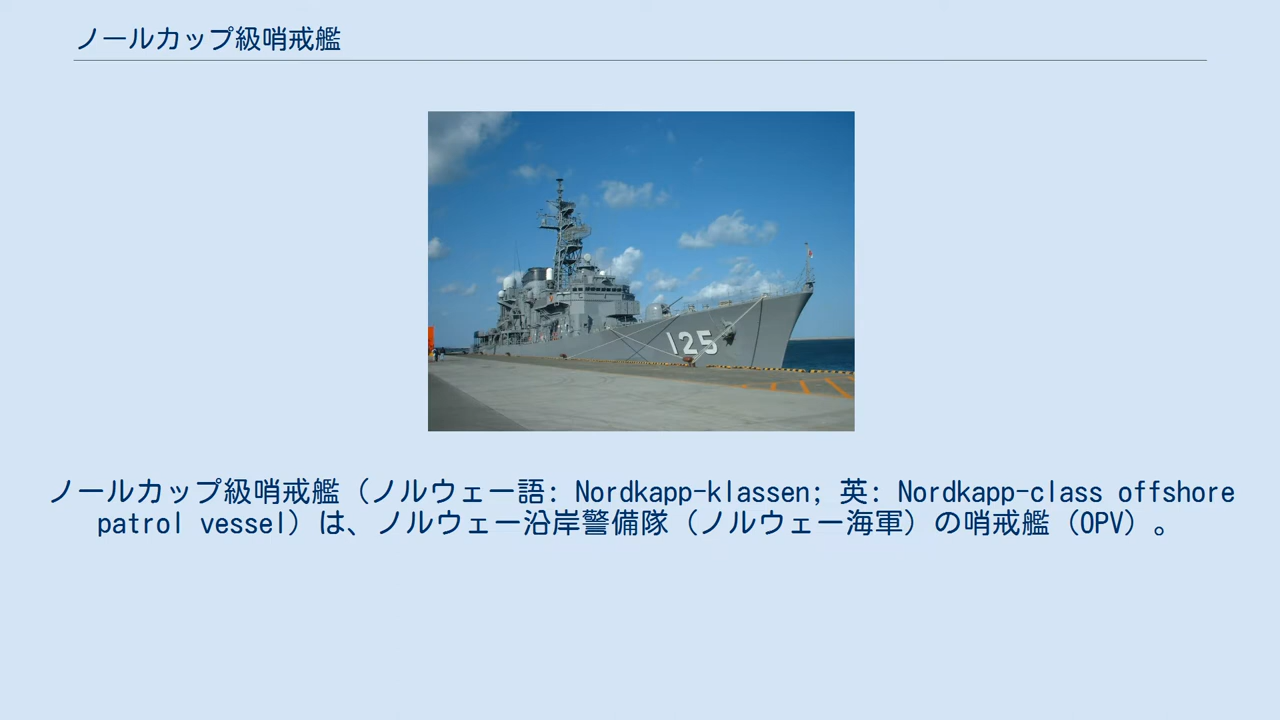 ノールカップ級哨戒艦
125
ノールカップ級哨戒艦（ノルウェー語: Nordkapp-klassen; 英: Nordkapp-class offshore
patrol vessel）は、ノルウェー沿岸警備隊（ノルウェー海軍）の哨戒艦（OPV）。